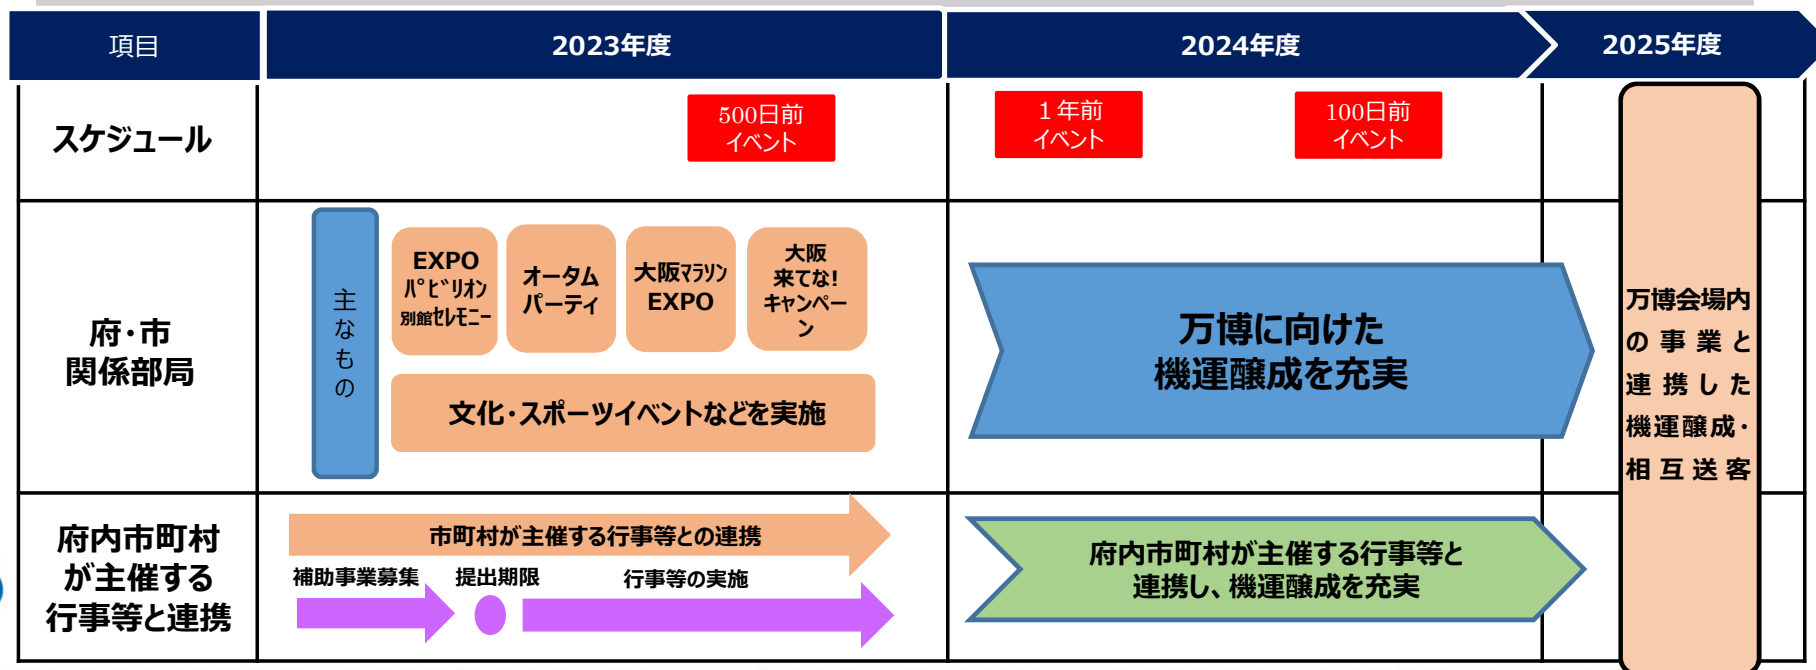 項目
2023年度
2024年度
2025年度
スケジュール
500日前
イベント
１年前
イベント
100日前
イベント
府・市
関係部局
主なもの
EXPO
パビリオン
別館セレモニー
オータム
パーティ
大阪マラソン
EXPO
大阪
来てな!
キャンペー
ン
文化・スポーツイベントなどを実施
万博に向けた
機運醸成を充実
万博会場内
の事業と
連携した
機運醸成・
相互送客
府内市町村
が主催する
行事等と連携
市町村が主催する行事等との連携
補助事業募集
提出期限
行事等の実施
府内市町村が主催する行事等と
連携し、機運醸成を充実